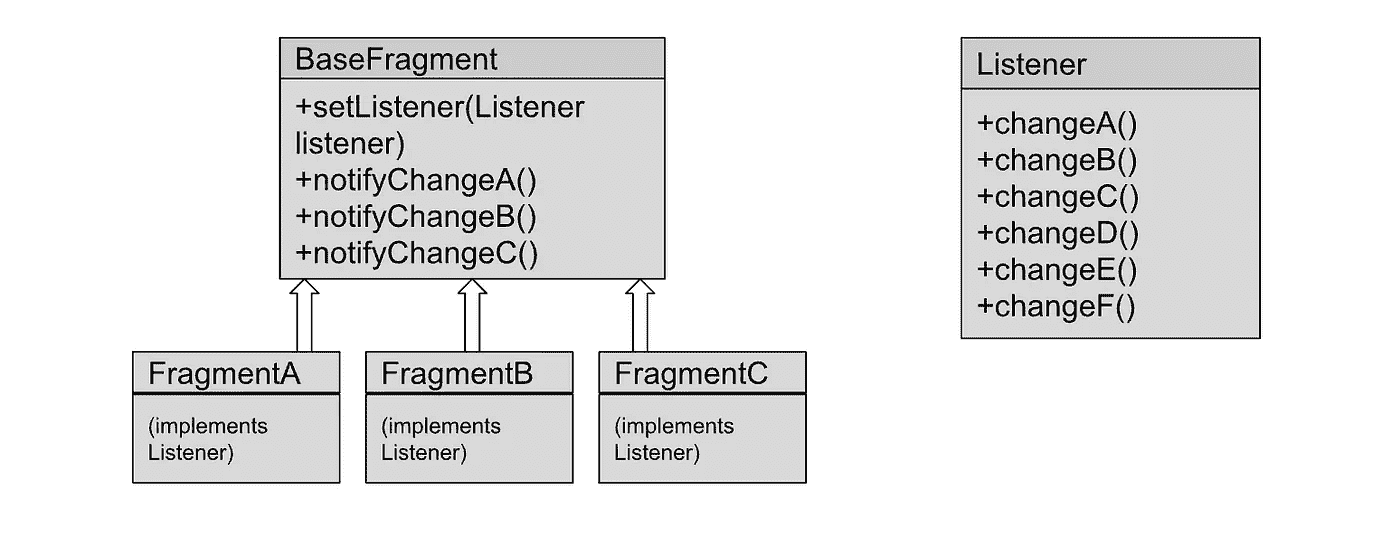 BaseFragment
+setListener(Listener
listener)
+notifyChangeA()
+notifyChangeB()
+notifyChangeC()
Listener
+changeA()
+changeB()
+changeC()
+changeD()
+changeE()
+changeF()
FragmentA
(implements
Listener)
FragmentB
(implements
Listener)
FragmentC
(implements
Listener)